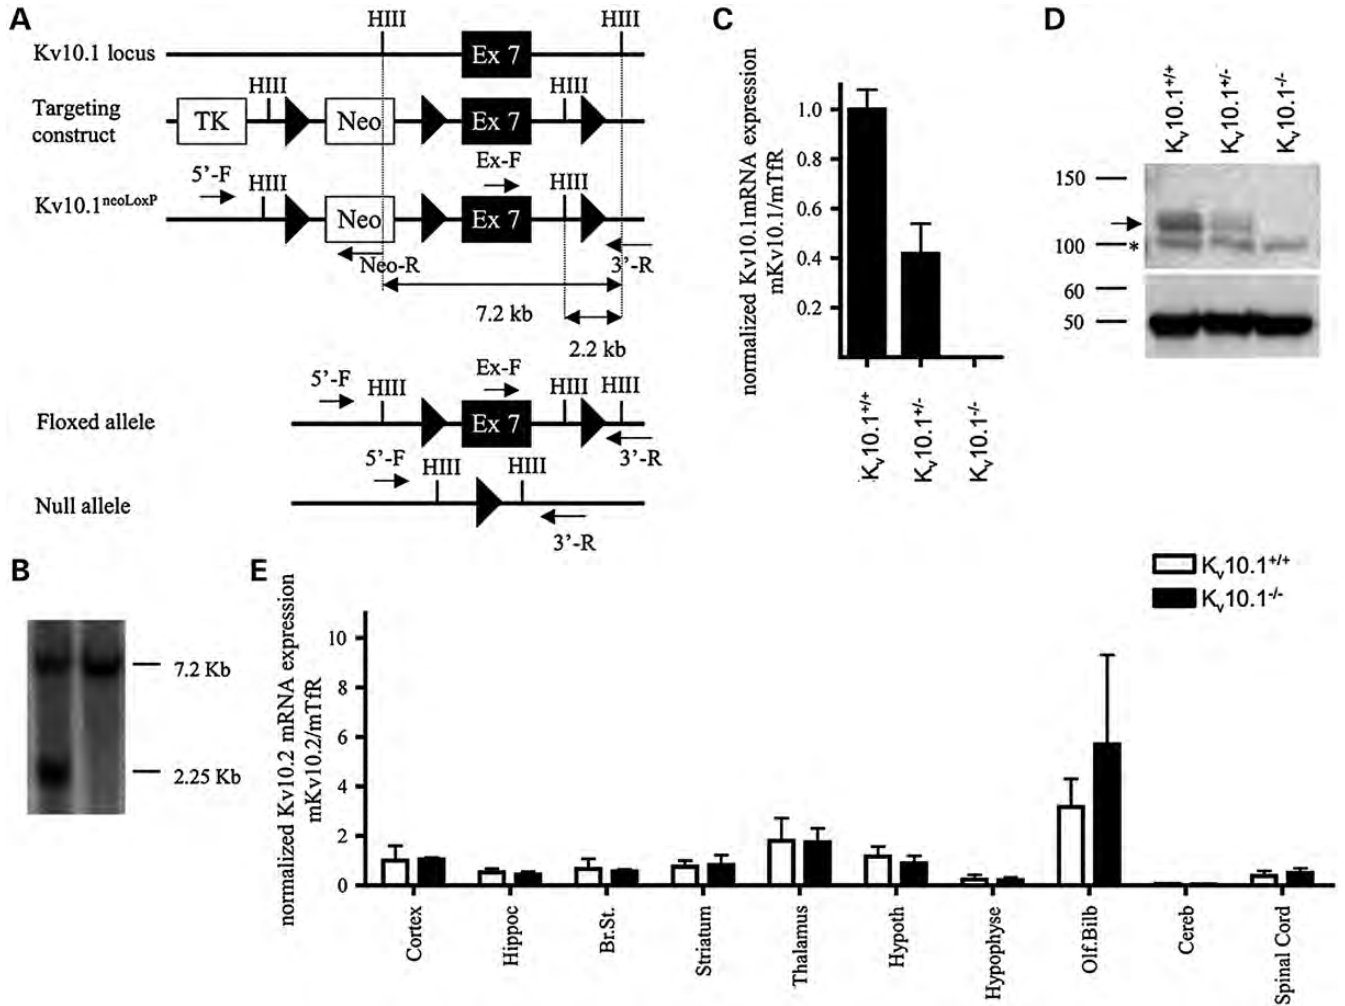 A
HIII
HIII
Kv10.1 locus
Ex 7
Targeting
construct
TK
HIII
Neo
Ex 7
HIII
5'-F
HIII
Ex-F
HIII
Kv10.1neoLoxP
Neo
Ex 7
Neo-R
3'-R
7.2 kb
2.2 kb
5'-F
HIII
Ex-F
HIII
HIII
Floxed allele
Ex 7
3'-R
5'-F
HIII
HIII
Null allele
3'-R
B
7.2 Kb
2.25 Kb
C
normalized Kv10.1mRNA expression
mKv10.1/mTfR
1.0
0.8
0.6
0.4
0.2
Kv10.1+/+
Kv10.1+/-
Kv10.1-/-
D
Kv10.1+/+
Kv10.1+/-
Kv10.1-/-
150
100
*
60
50
E
Kv10.1+/+
Kv10.1-/-
normalized Kv10.2 mRNA expression
mKv10.2/mTfR
10
8
6
4
2
0
Cortex
Hippoc
Br.St.
Striatum
Thalamus
Hypoth
Hypophyse
Olf.Bilb
Cereb
Spinal Cord